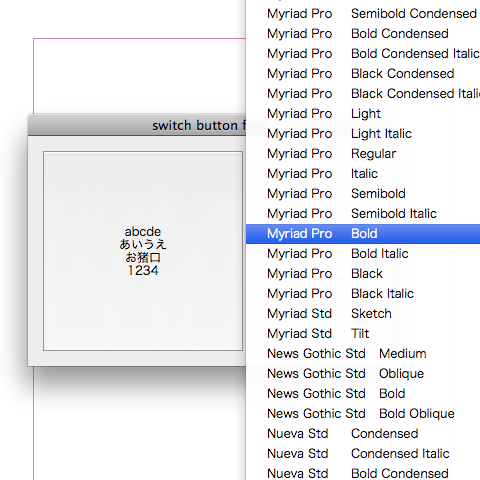 switch button f
abcde
あいうえ
お猪口
1234
Myriad Pro Semibold Condensed
Myriad Pro Bold Condensed
Myriad Pro Bold Condensed Italic
Myriad Pro Black Condensed
Myriad Pro Black Condensed Itali
Myriad Pro Light
Myriad Pro Light Italic
Myriad Pro Regular
Myriad Pro Italic
Myriad Pro Semibold
Myriad Pro Semibold Italic
Myriad Pro Bold
Myriad Pro Bold Italic
Myriad Pro Black
Myriad Pro Black Italic
Myriad Std Sketch
Myriad Std Tilt
News Gothic Std Medium
News Gothic Std Oblique
News Gothic Std Bold
News Gothic Std Bold Oblique
Nueva Std Condensed
Nueva Std Condensed Italic
Nueva Std Bold Condensed